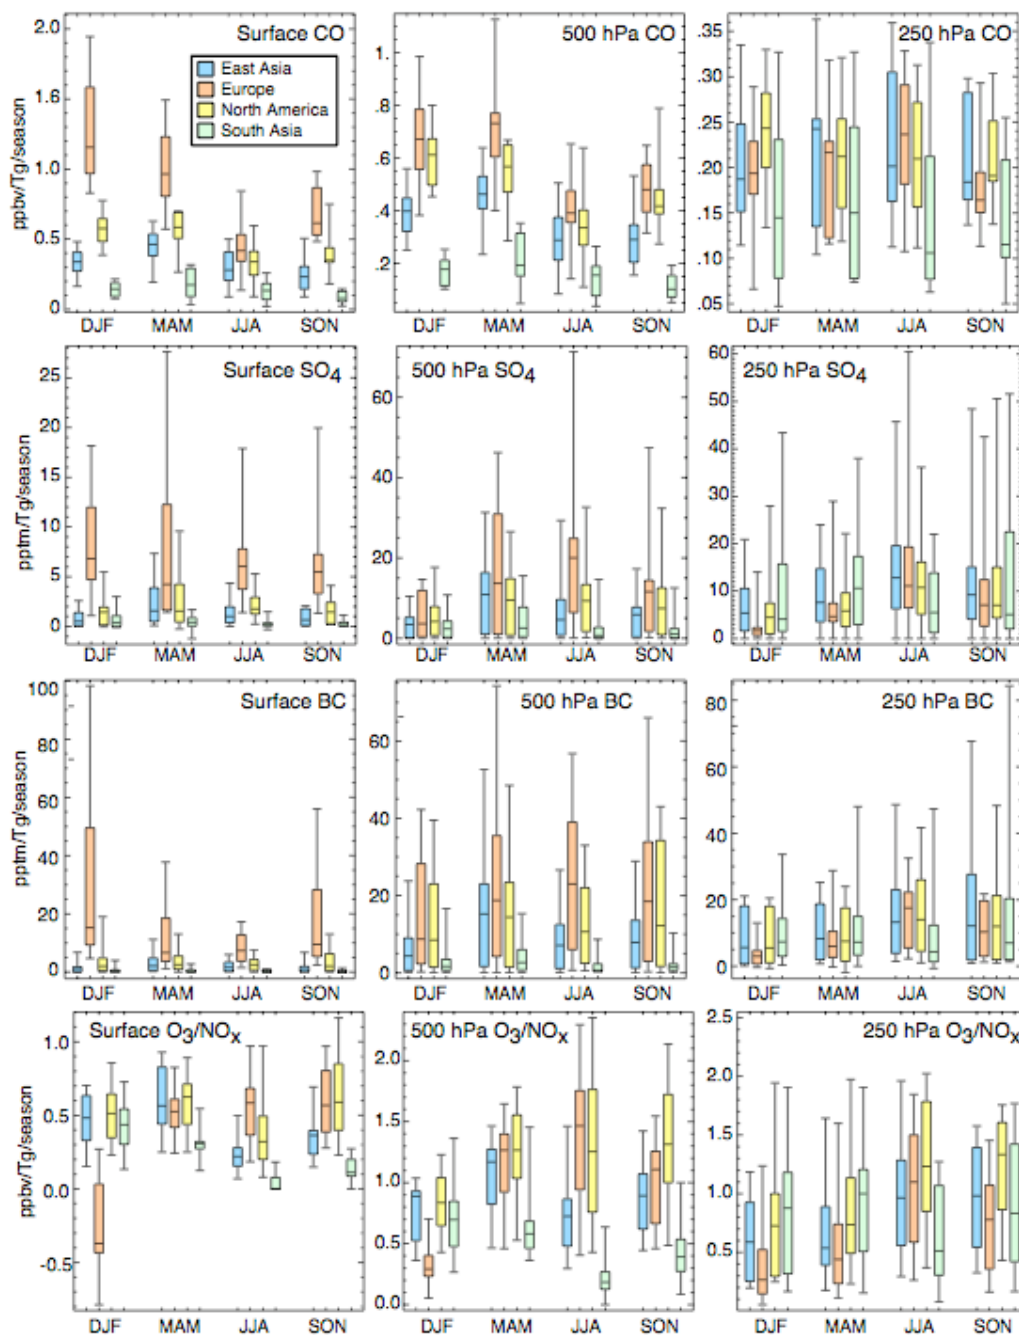 Surface CO
500 hPa CO
250 hPa CO
East Asia
Europe
North America
South Asia
ppbv/Tg/season
2.0
1.5
1.0
0.5
0
1.
.8
.6
.4
.2
.35
.30
.25
.20
.15
.10
.05
DJF MAM JJA SON
DJF MAM JJA SON
DJF MAM JJA SON
Surface SO4
500 hPa SO4
250 hPa SO4
pptm/Tg/season
25
20
15
10
5
0
60
40
20
0
60
50
40
30
20
10
0
DJF MAM JJA SON
DJF MAM JJA SON
DJF MAM JJA SON
Surface BC
500 hPa BC
250 hPa BC
pptm/Tg/season
100
80
60
40
20
0
60
40
20
0
80
60
40
20
0
DJF MAM JJA SON
DJF MAM JJA SON
DJF MAM JJA SON
Surface O3/NOx
500 hPa O3/NOx
250 hPa O3/NOx
ppbv/Tg/season
1.0
0.5
0.0
-0.5
2.0
1.5
1.0
0.5
0.0
2.5
2.0
1.5
1.0
0.5
DJF MAM JJA SON
DJF MAM JJA SON
DJF MAM JJA SON